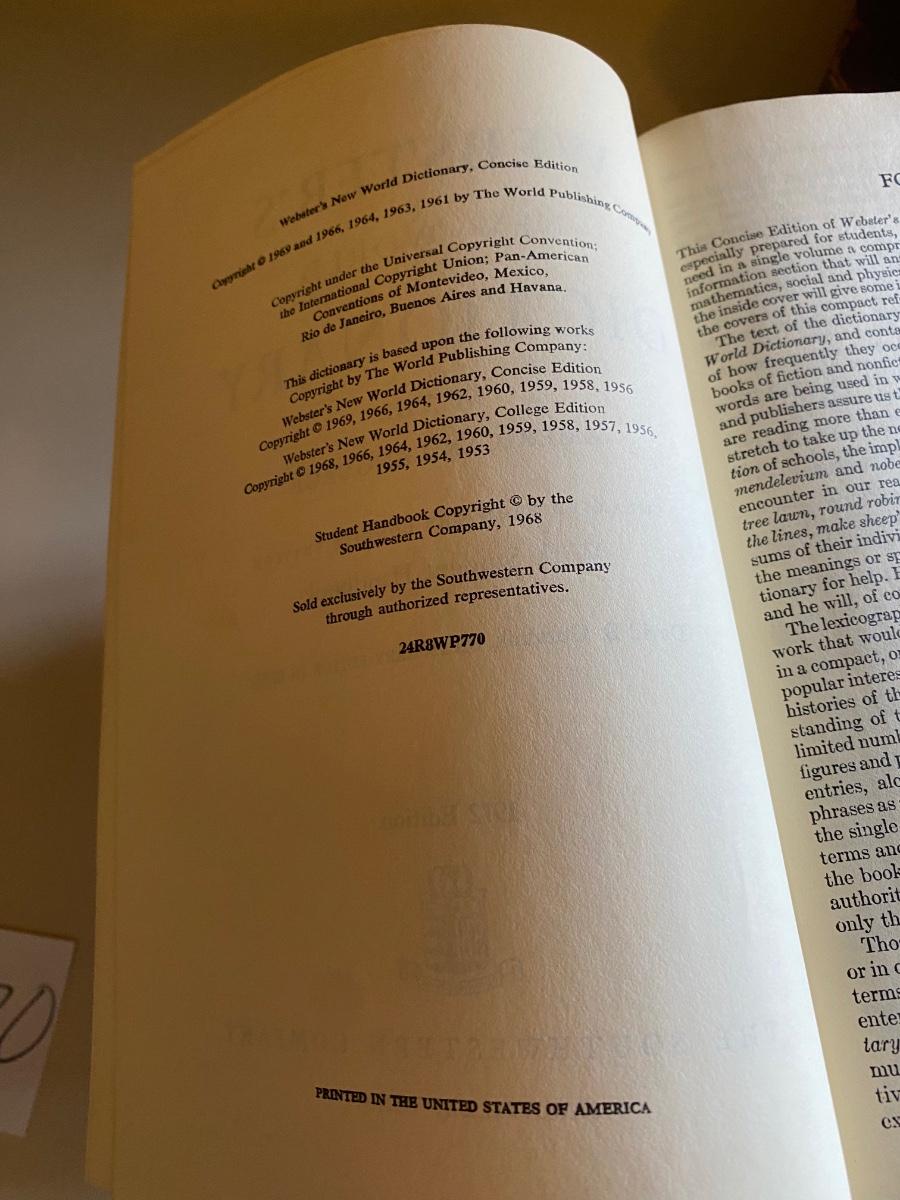 Webster's New World Dictionary, Concise Edition
Copyright © 1969 and 1966, 1964, 1963, 1961 by The World Publishing Company
Copyright under the Universal Copyright Convention;
the International Copyright Union; Pan-American
Conventions of Montevideo, Mexico,
Rio de Janeiro, Buenos Aires and Havana.
This dictionary is based upon the following works
Copyright by The World Publishing Company:
Webster's New World Dictionary, Concise Edition
Copyright © 1969, 1966, 1964, 1962, 1960, 1959, 1958, 1956
Webster's New World Dictionary, College Edition
Copyright © 1968, 1966, 1964, 1962, 1960, 1959, 1958, 1957, 1956,
1955, 1954, 1953
Student Handbook Copyright © by the
Southwestern Company, 1968
Sold exclusively by the Southwestern Company
through authorized representatives.
24R8WP770
PRINTED IN THE UNITED STATES OF AMERICA
FO
This Concise Edition of Webster's
especially prepared for students,
need in a single volume a compr
information section that will an
mathematics, social and physic
the inside cover will give some i
the covers of this compact ref
The text of the dictionary
World Dictionary, and conta
of how frequently they occ
books of fiction and nonfic
words are being used in w
and publishers assure us t
are reading more than e
stretch to take up the ne
tion of schools, the impl
mendelevium and nobe
encounter in our rea
tree lawn, round robin
the lines, make sheep'
sums of their indivi
the meanings or sp
tionary for help. H
and he will, of co
The lexicograp
work that would
in a compact, or
popular interes
histories of th
standing of t
limited numb
figures and p
entries, alo
phrases as
the single
terms and
the book
authorit
only th
Tho
or in c
terms
ente
tary
mu
tiv
ex